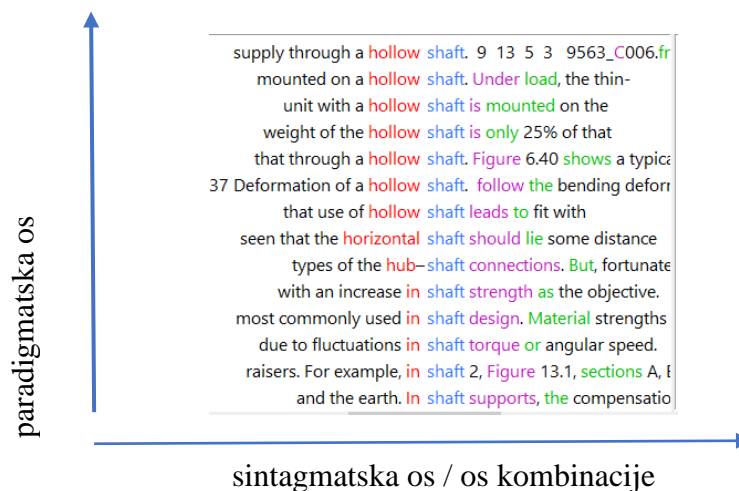 supply through a hollow shaft. 9 13 5 3 9563_C006.fr
mounted on a hollow shaft. Under load, the thin-
unit with a hollow shaft is mounted on the
weight of the hollow shaft is only 25% of that
that through a hollow shaft. Figure 6.40 shows a typica
37 Deformation of a hollow shaft. follow the bending deforr
that use of hollow shaft leads to fit with
seen that the horizontal shaft should lie some distance
types of the hub–shaft connections. But, fortunate
with an increase in shaft strength as the objective.
most commonly used in shaft design. Material strengths
due to fluctuations in shaft torque or angular speed.
raisers. For example, in shaft 2, Figure 13.1, sections A, E
and the earth. In shaft supports, the compensatio
paradigmatska os
sintagmatska os / os kombinacije